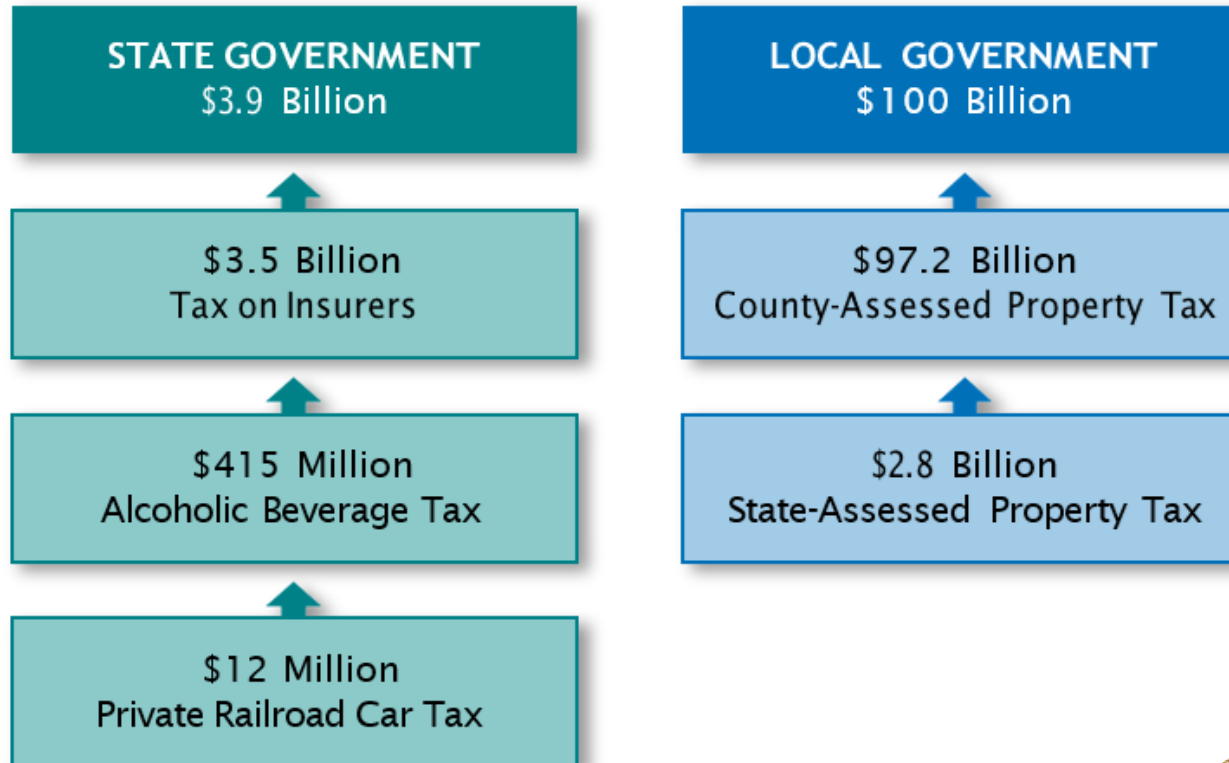 STATE GOVERNMENT
$3.9 Billion
$3.5 Billion
Tax on Insurers
$415 Million
Alcoholic Beverage Tax
$12 Million
Private Railroad Car Tax
LOCAL GOVERNMENT
$100 Billion
$97.2 Billion
County-Assessed Property Tax
$2.8 Billion
State-Assessed Property Tax